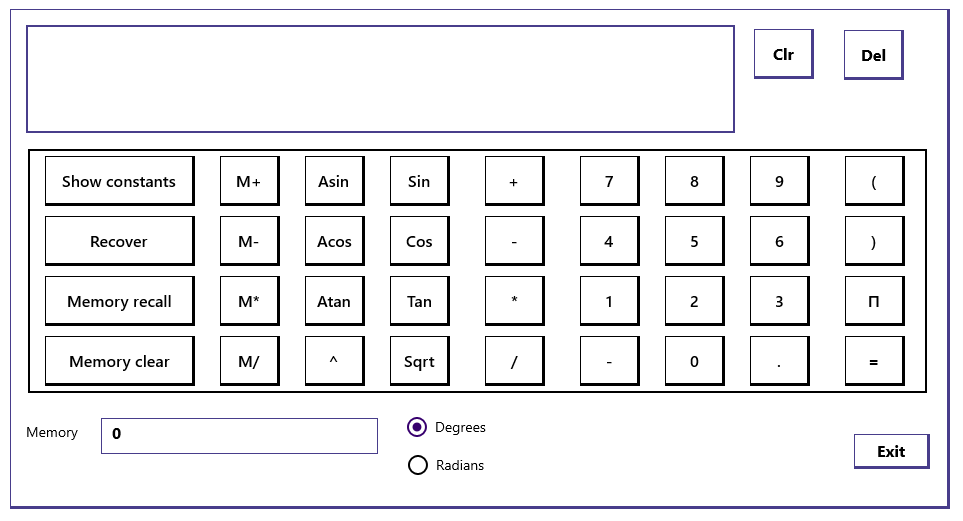 Clr Del
Show constants M+ Asin Sin + 7 8 9 (
Recover M- Acos Cos - 4 5 6 )
Memory recall M* Atan Tan * 1 2 3 П
Memory clear M/ ^ Sqrt / - 0 . =
Memory 0
Degrees
Radians
Exit